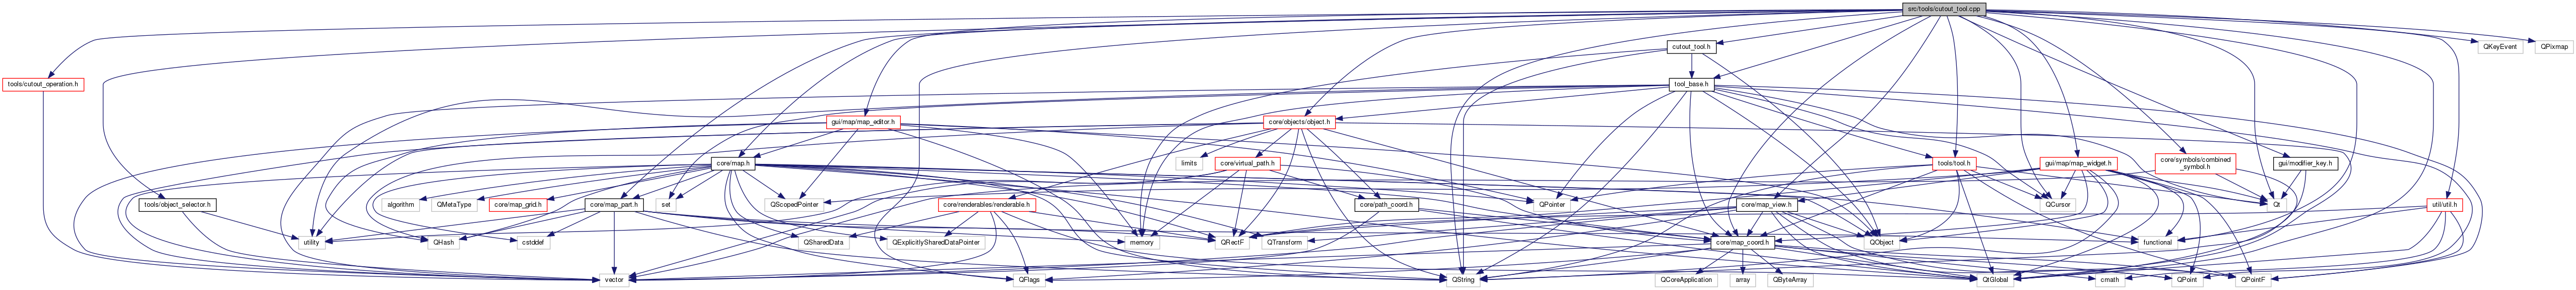 src/tools/cutout_tool.cpp
cutout_tool.h
QKeyEvent
QPixmap
tools/cutout_operation.h
tool_base.h
gui/map/map_editor.h
core/objects/object.h
core/map.h
limits
core/virtual_path.h
tools/tool.h
gui/map/map_widget.h
core/symbols/combined
_symbol.h
gui/modifier_key.h
tools/object_selector.h
algorithm
QMetaType
core/map_grid.h
core/map_part.h
set
QScopedPointer
core/renderables/renderable.h
core/path_coord.h
QPointer
core/map_view.h
QCursor
Qt
util/util.h
utility
QHash
cstddef
QSharedData
QExplicitlySharedDataPointer
memory
QRectF
QTransform
core/map_coord.h
QObject
functional
vector
QFlags
QString
QCoreApplication
array
QByteArray
QtGlobal
cmath
QPoint
QPointF